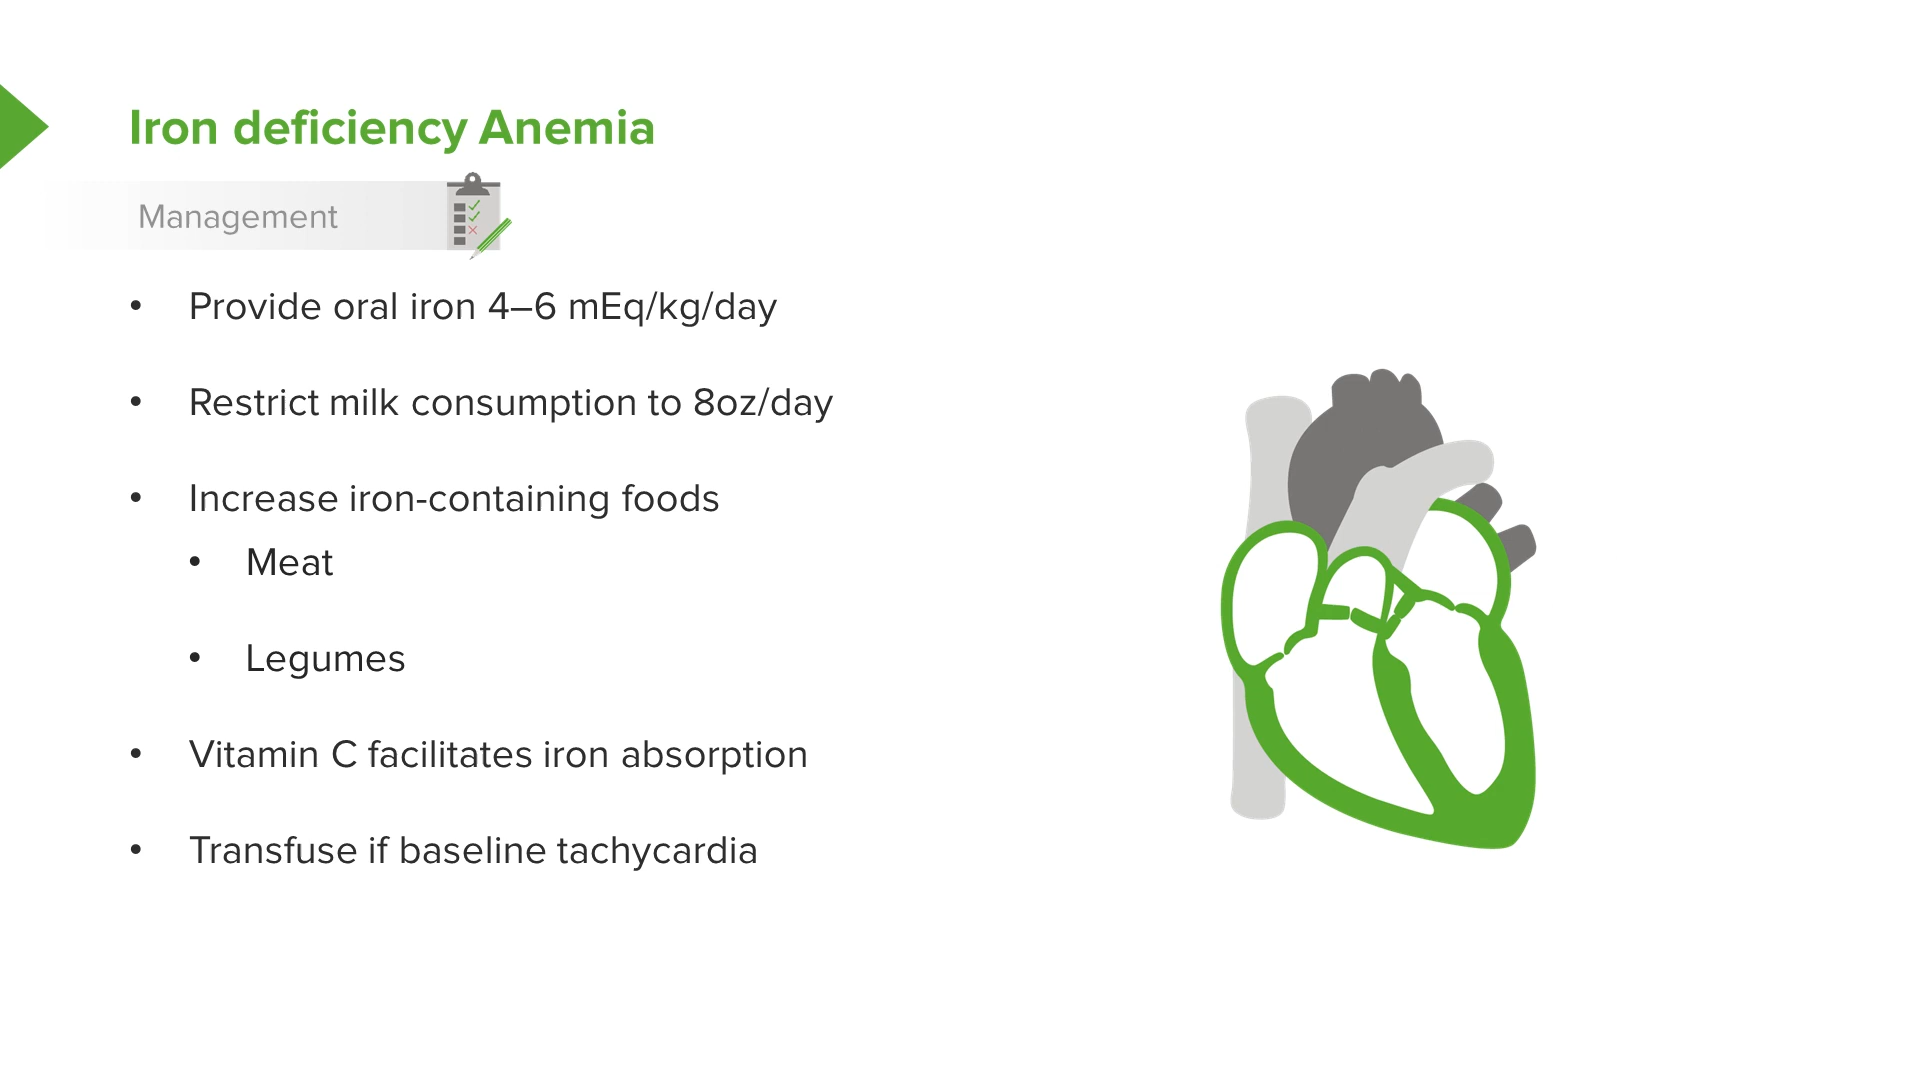 Iron deficiency Anemia
Management
• Provide oral iron 4–6 mEq/kg/day
• Restrict milk consumption to 8oz/day
• Increase iron-containing foods
• Meat
• Legumes
• Vitamin C facilitates iron absorption
• Transfuse if baseline tachycardia